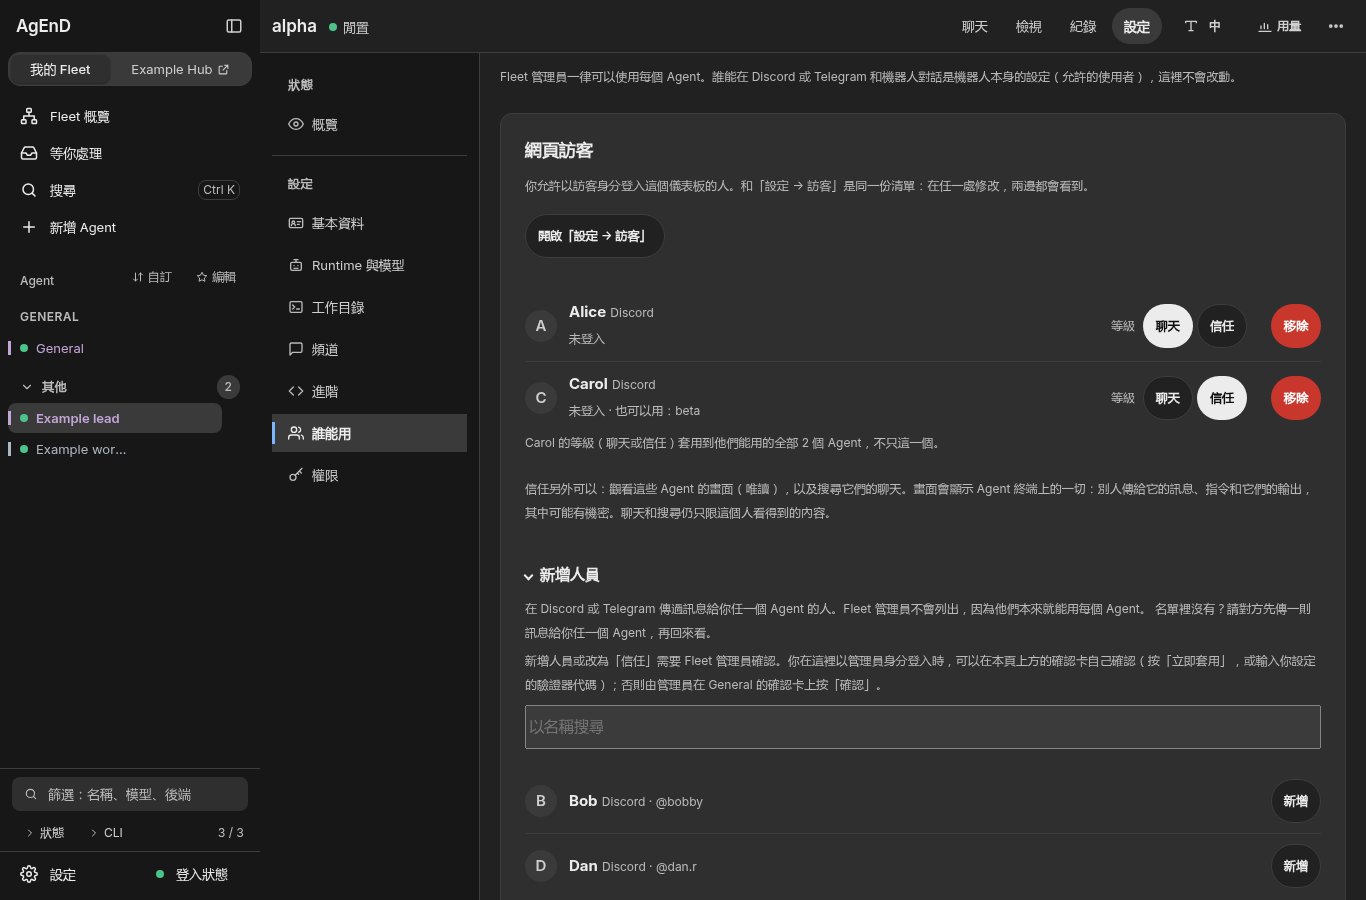 AgEnD
我的 Fleet
Example Hub
Fleet 概覽
等你處理
搜尋
Ctrl K
新增 Agent
Agent
自訂
編輯
GENERAL
General
其他
2
Example lead
Example wor...
篩選：名稱、模型、後端
狀態
CLI
3 / 3
設定
登入狀態
alpha
閒置
聊天
檢視
紀錄
設定
中
用量
狀態
概覽
設定
基本資料
Runtime 與模型
工作目錄
頻道
進階
誰能用
權限
Fleet 管理員一律可以使用每個 Agent。誰能在 Discord 或 Telegram 和機器人對話是機器人本身的設定（允許的使用者），這裡不會改動。
網頁訪客
你允許以訪客身分登入這個儀表板的人。和「設定 → 訪客」是同一份清單：在任一處修改，兩邊都會看到。
開啟「設定 → 訪客」
A
Alice Discord
未登入
等級
聊天
信任
移除
C
Carol Discord
未登入 · 也可以用：beta
等級
聊天
信任
移除
Carol 的等級（聊天或信任）套用到他們能用的全部 2 個 Agent，不只這一個。
信任另外可以：觀看這些 Agent 的畫面（唯讀），以及搜尋它們的聊天。畫面會顯示 Agent 終端上的一切：別人傳給它的訊息、指令和它們的輸出，
其中可能有機密。聊天和搜尋仍只限這個人看得到的內容。
新增人員
在 Discord 或 Telegram 傳過訊息給你任一個 Agent 的人。Fleet 管理員不會列出，因為他們本來就能用每個 Agent。 名單裡沒有？請對方先傳一則
訊息給你任一個 Agent，再回來看。
新增人員或改為「信任」需要 Fleet 管理員確認。你在這裡以管理員身分登入時，可以在本頁上方的確認卡自己確認（按「立即套用」，或輸入你設定
的驗證器代碼）；否則由管理員在 General 的確認卡上按「確認」。
以名稱搜尋
B
Bob Discord · @bobby
新增
D
Dan Discord · @dan.r
新增